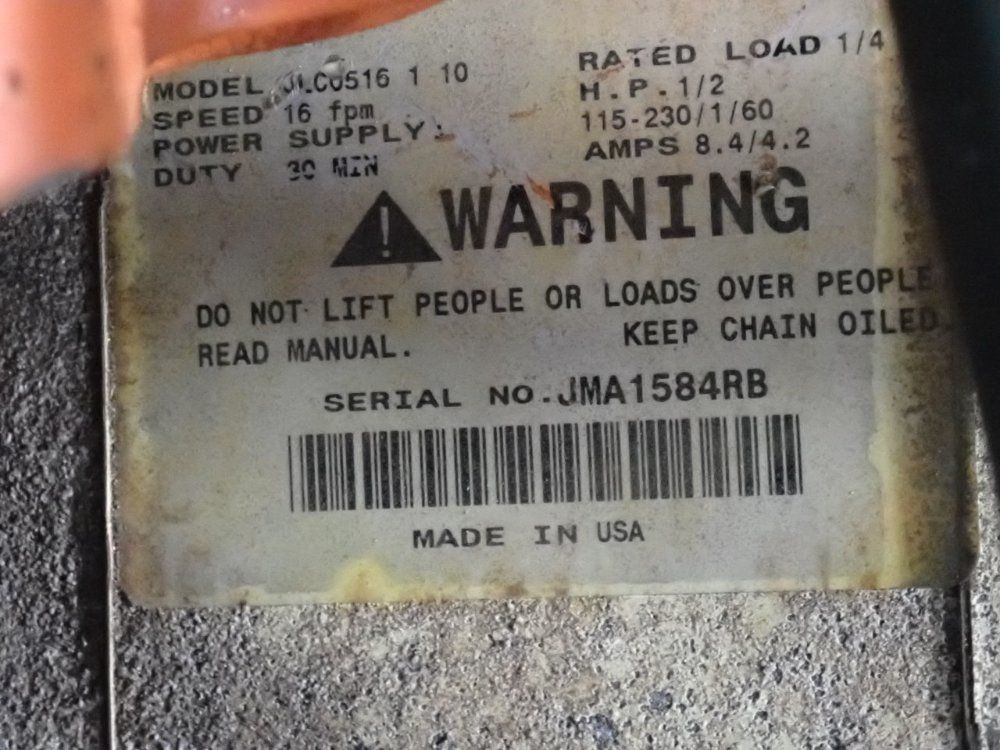 MODEL JLC0516 1 10
SPEED 16 fpm
POWER SUPPLY:
DUTY 30 MIN
RATED LOAD 1/4
H.P. 1/2
115-230/1/60
AMPS 8.4/4.2
WARNING
DO NOT LIFT PEOPLE OR LOADS OVER PEOPLE
READ MANUAL. KEEP CHAIN OILED.
SERIAL NO. JMA1584RB
MADE IN USA